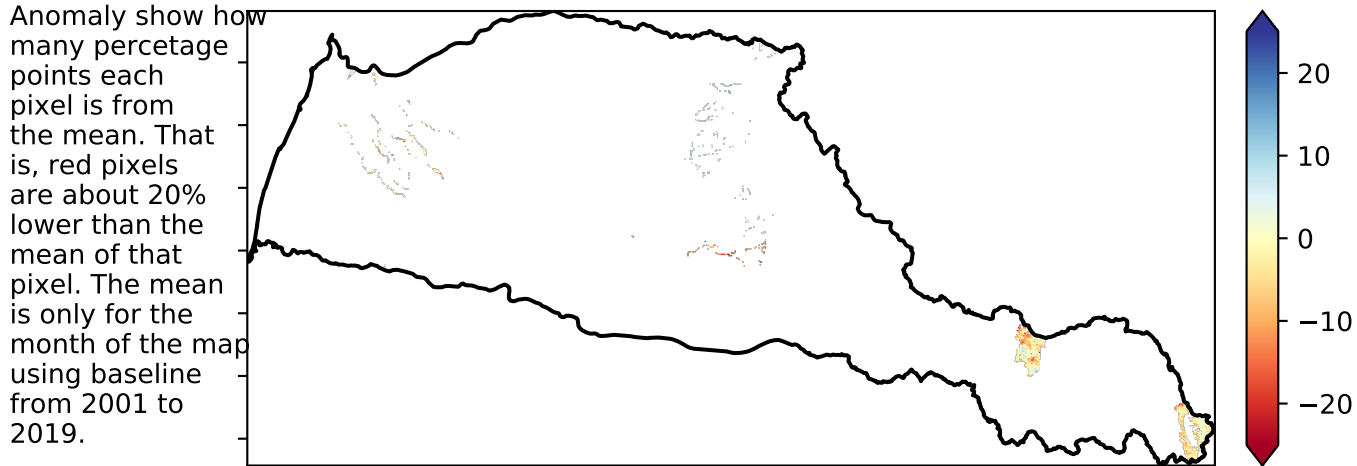 Anomaly show how
many percetage
points each
pixel is from
the mean. That
is, red pixels
are about 20%
lower than the
mean of that
pixel. The mean
is only for the
month of the map
using baseline
from 2001 to
2019.
20
10
0
−10
−20